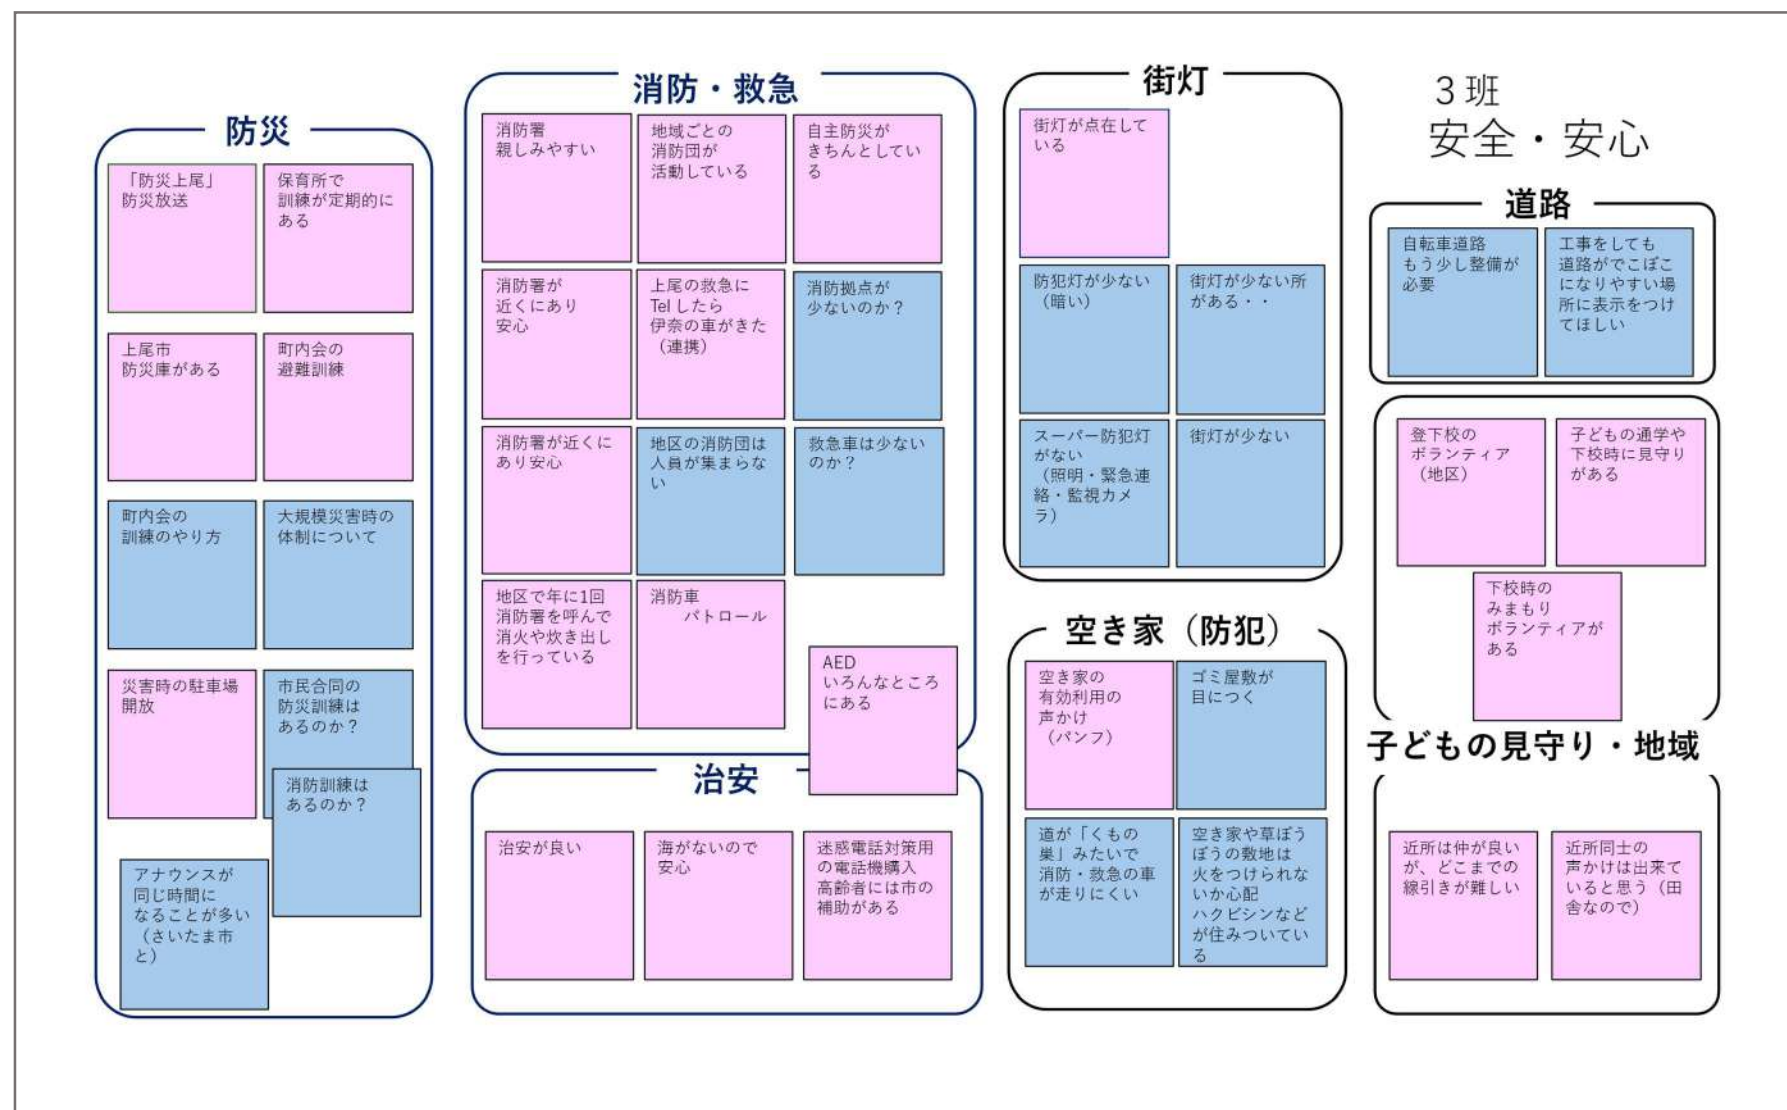 ３班
安全・安心
防災
「防災上尾」
防災放送
保育所で
訓練が定期的に
ある
上尾市
防災庫がある
町内会の
避難訓練
町内会の
訓練のやり方
大規模災害時の
体制について
災害時の駐車場
開放
市民合同の
防災訓練は
あるのか？
消防訓練は
あるのか？
アナウンスが
同じ時間に
なることが多い
（さいたま市
と）
消防・救急
消防署
親しみやすい
地域ごとの
消防団が
活動している
自主防災が
きちんとしてい
る
消防署が
近くにあり
安心
上尾の救急に
Telしたら
伊奈の車がきた
（連携）
消防拠点が
少ないのか？
消防署が近くに
あり安心
地区の消防団は
人員が集まらな
い
救急車は少ない
のか？
地区で年に1回
消防署を呼んで
消火や炊き出し
を行っている
消防車
パトロール
AED
いろんなところ
にある
治安
治安が良い
海がないので
安心
迷惑電話対策用
の電話機購入
高齢者には市の
補助がある
街灯
街灯が点在して
いる
防犯灯が少ない
（暗い）
街灯が少ない所
がある・・
スーパー防犯灯
がない
（照明・緊急連
絡・監視カメ
ラ）
街灯が少ない
空き家（防犯）
空き家の
有効利用の
声かけ
（パンフ）
ゴミ屋敷が
目につく
道が「くもの
巣」みたいで
消防・救急の車
が走りにくい
空き家や草ぼう
ぼうの敷地は
火をつけられな
いか心配
ハクビシンなど
が住みついてい
る
道路
自転車道路
もう少し整備が
必要
工事をしても
道路がでこぼこ
になりやすい場
所に表示をつけ
てほしい
登下校の
ボランティア
（地区）
子どもの通学や
下校時に見守り
がある
下校時の
みまもり
ボランティアが
ある
子どもの見守り・地域
近所は仲が良い
が、どこまでの
線引きが難しい
近所同士の
声かけは出来て
いると思う（田
舎なので）